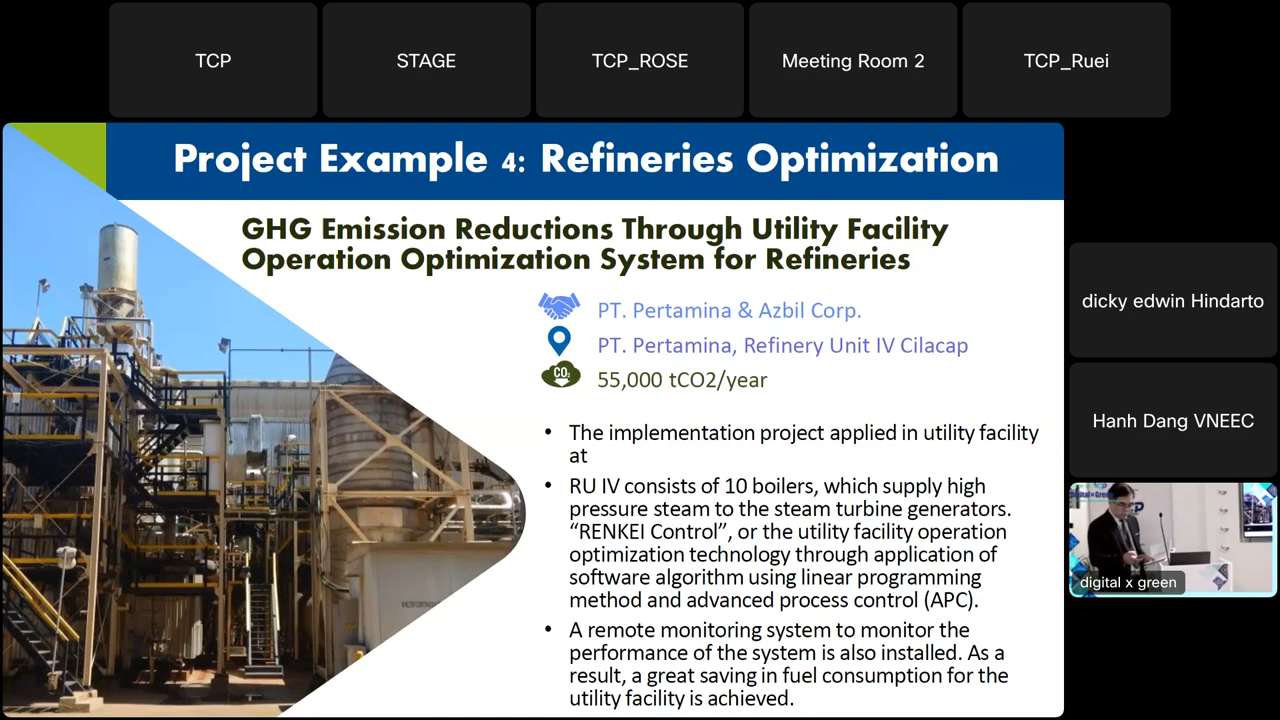 TCP
STAGE
TCP_ROSE
Meeting Room 2
TCP_Ruei
Project Example 4: Refineries Optimization
GHG Emission Reductions Through Utility Facility
Operation Optimization System for Refineries
PT. Pertamina & Azbil Corp.
PT. Pertamina, Refinery Unit IV Cilacap
CO2
55,000 tCO2/year
• The implementation project applied in utility facility
at
• RU IV consists of 10 boilers, which supply high
pressure steam to the steam turbine generators.
“RENKEI Control”, or the utility facility operation
optimization technology through application of
software algorithm using linear programming
method and advanced process control (APC).
• A remote monitoring system to monitor the
performance of the system is also installed. As a
result, a great saving in fuel consumption for the
utility facility is achieved.
dicky edwin Hindarto
Hanh Dang VNEEC
digital x green